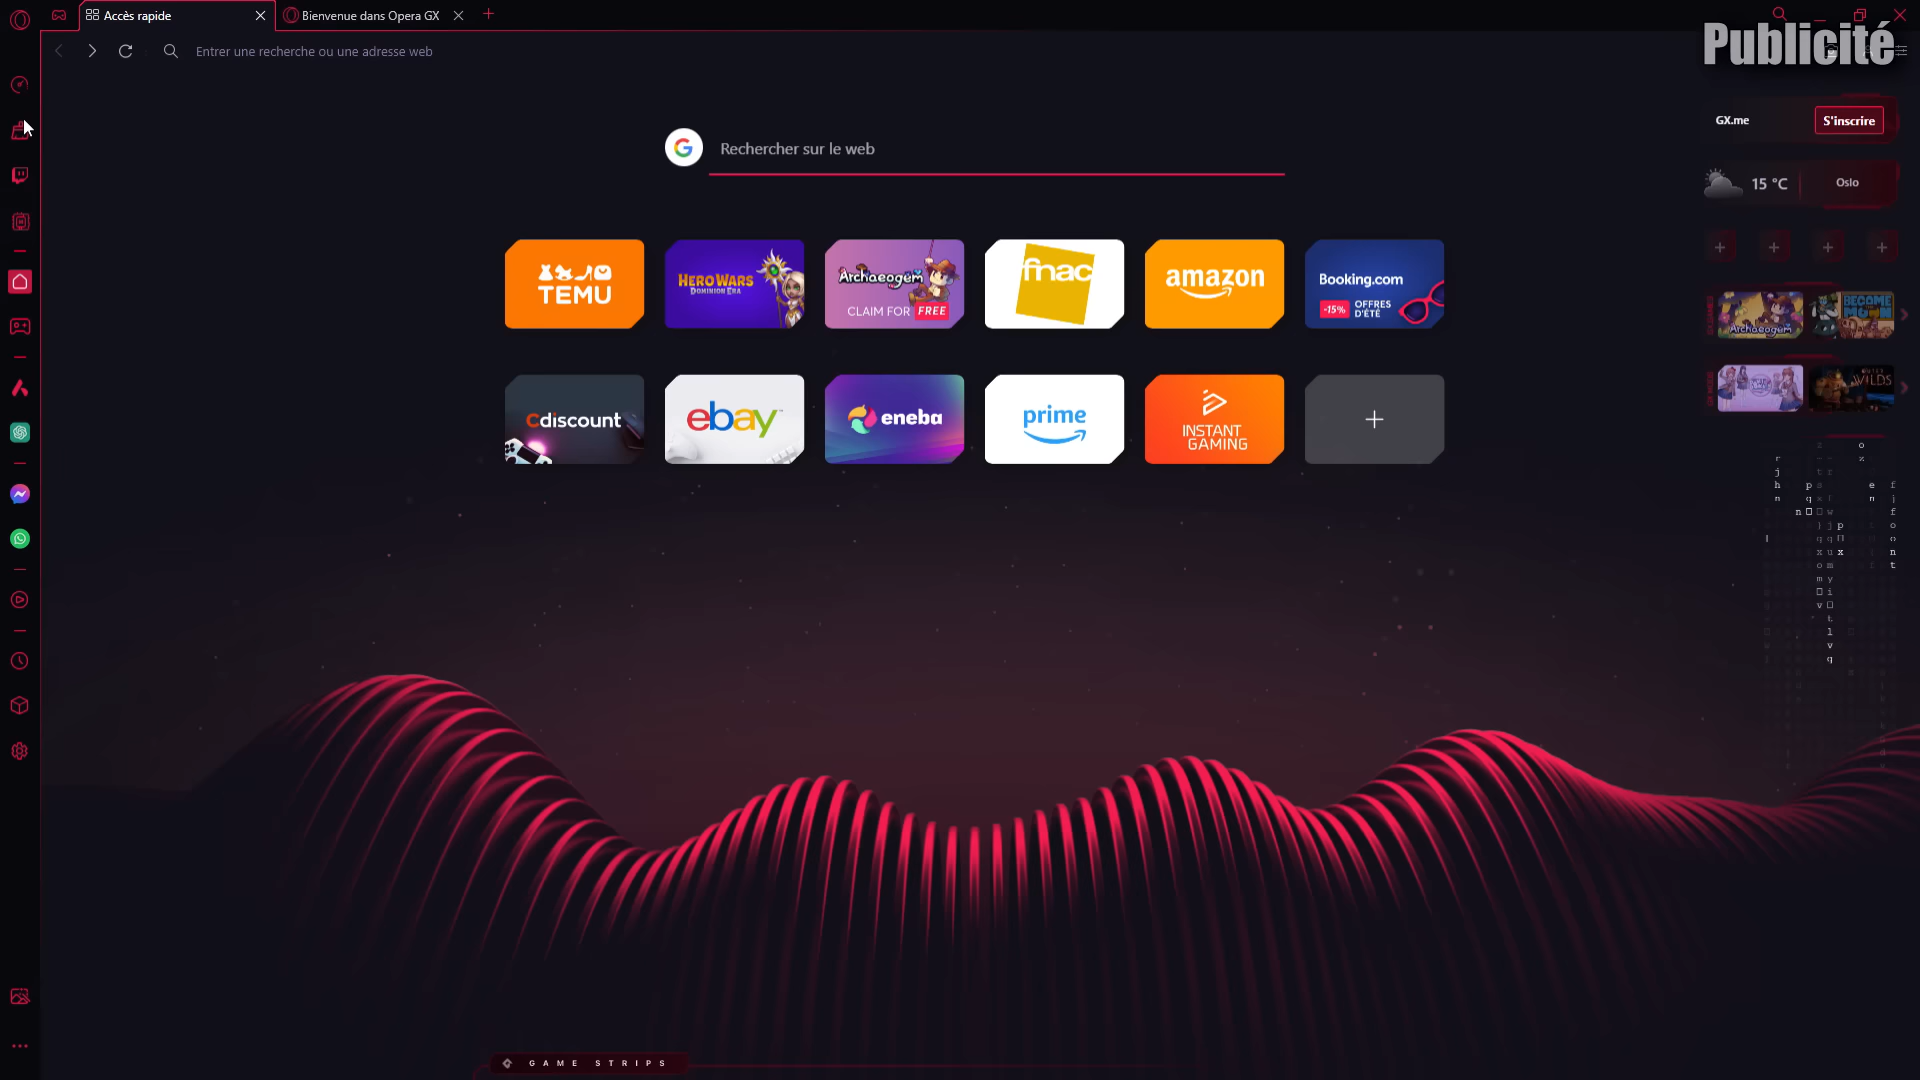 Accès rapide
Bienvenue dans Opera GX
Publicité
Entrer une recherche ou une adresse web
GX.me
S'inscrire
Rechercher sur le web
15 °C
Oslo
TEMU
HERO WARS
DOMINION ERA
Archaeogem
CLAIM FOR FREE
fnac
amazon
Booking.com
-15% OFFRES D'ÉTÉ
Archaeogem
BECOME THE MOON
WILDS
Cdiscount
ebay
eneba
prime
INSTANT GAMING
GAME STRIPS